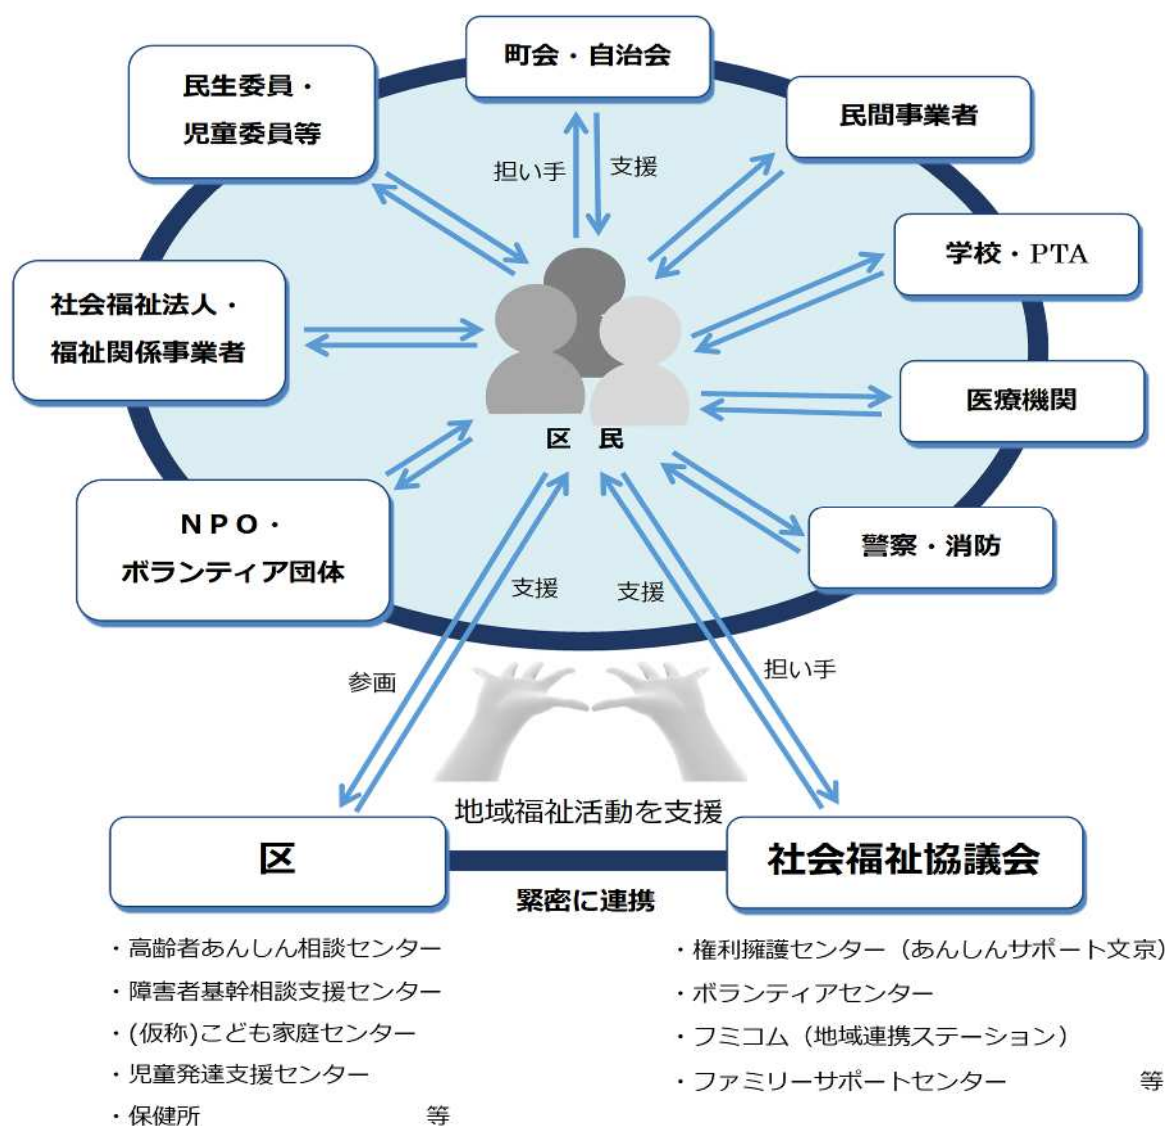 町会・自治会
民生委員・
児童委員等
民間事業者
担い手
支援
学校・PTA
社会福祉法人・
福祉関係事業者
医療機関
区 民
NPO・
ボランティア団体
警察・消防
支援
支援
参画
担い手
地域福祉活動を支援
区
社会福祉協議会
緊密に連携
・高齢者あんしん相談センター
・障害者基幹相談支援センター
・(仮称)こども家庭センター
・児童発達支援センター
・保健所 等
・権利擁護センター（あんしんサポート文京）
・ボランティアセンター
・フミコム（地域連携ステーション）
・ファミリーサポートセンター 等